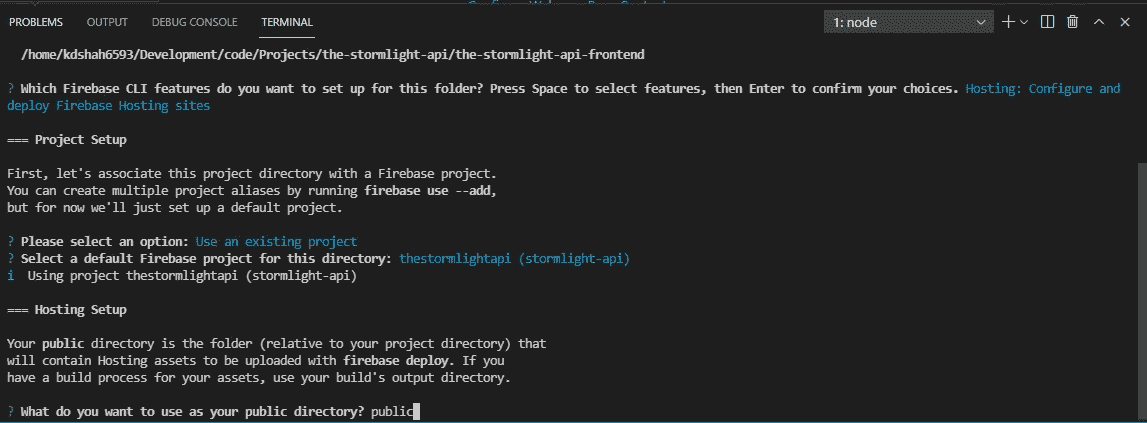 PROBLEMS OUTPUT DEBUG CONSOLE TERMINAL 1: node
/home/kdshah6593/Development/code/Projects/the-stormlight-api/the-stormlight-api-frontend
? Which Firebase CLI features do you want to set up for this folder? Press Space to select features, then Enter to confirm your choices. Hosting: Configure and
deploy Firebase Hosting sites
=== Project Setup
First, let's associate this project directory with a Firebase project.
You can create multiple project aliases by running firebase use --add,
but for now we'll just set up a default project.
? Please select an option: Use an existing project
? Select a default Firebase project for this directory: thestormlightapi (stormlight-api)
i Using project thestormlightapi (stormlight-api)
=== Hosting Setup
Your public directory is the folder (relative to your project directory) that
will contain Hosting assets to be uploaded with firebase deploy. If you
have a build process for your assets, use your build's output directory.
? What do you want to use as your public directory? public